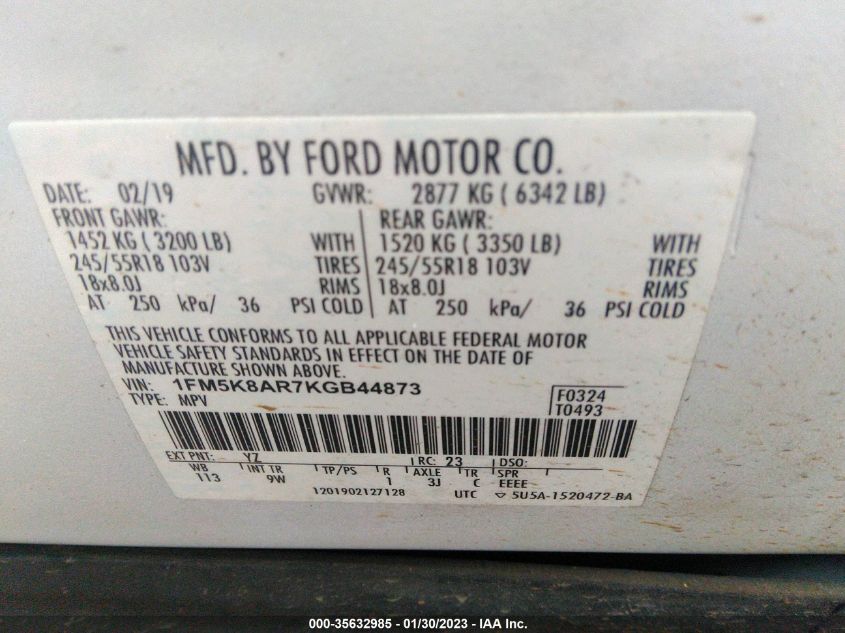 MFD. BY FORD MOTOR CO.
DATE: 02/19 GVWR: 2877 KG ( 6342 LB)
FRONT GAWR: REAR GAWR:
1452 KG ( 3200 LB) WITH 1520 KG ( 3350 LB) WITH
245/55R18 103V TIRES 245/55R18 103V TIRES
18x8.0J RIMS 18x8.0J RIMS
AT 250 kPa/ 36 PSI COLD AT 250 kPa/ 36 PSI COLD
THIS VEHICLE CONFORMS TO ALL APPLICABLE FEDERAL MOTOR
VEHICLE SAFETY STANDARDS IN EFFECT ON THE DATE OF
MANUFACTURE SHOWN ABOVE.
VIN: 1FM5K8AR7KGB44873 F0324
TYPE: MPV T0493
EXT PNT: YZ RC: 23 DSO:
WB INT TR TP/PS R AXLE TR SPR
113 9W 1 3J C EEEE
1201902127128 UTC ▽ 5U5A-1520472-BA
000-35632985 - 01/30/2023 - IAA Inc.